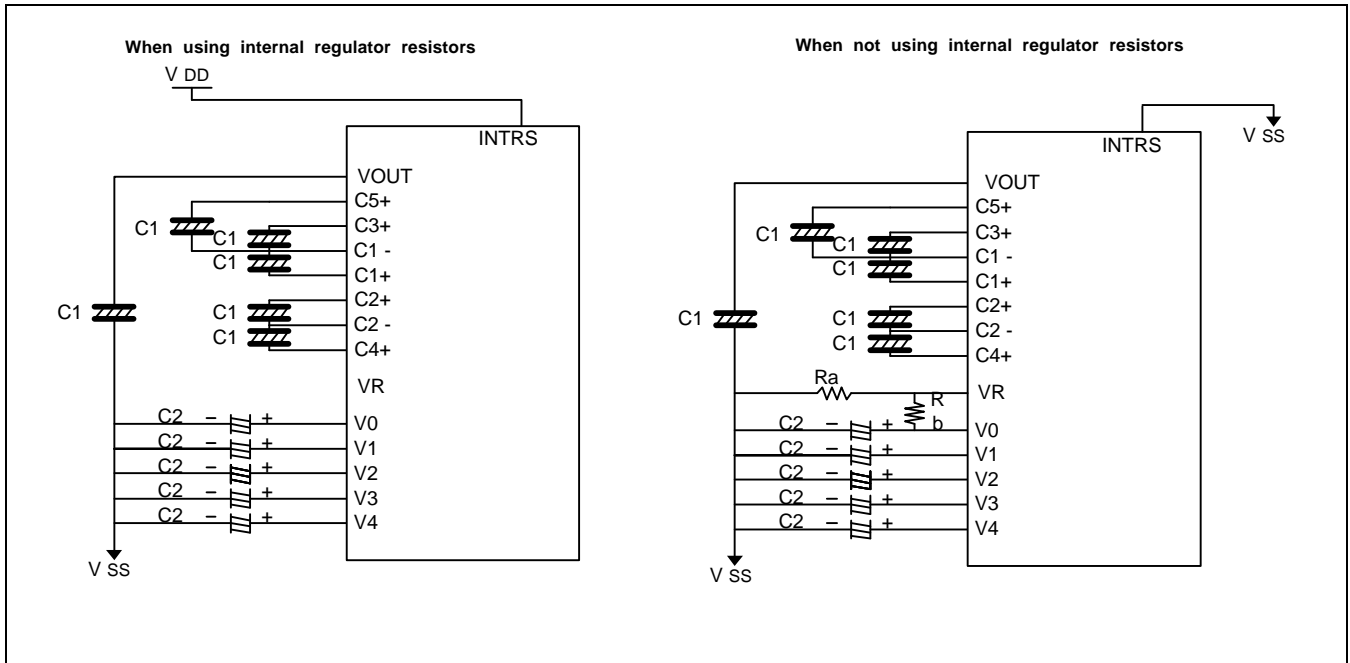 When using internal regulator resistors
V DD
INTRS
VOUT
C5+
C1
C3+
C1
C1 -
C1
C1+
C2+
C1
C1
C2 -
C1
C4+
VR
C2 – + V0
C2 – + V1
C2 – + V2
C2 – + V3
C2 – + V4
V SS
When not using internal regulator resistors
V SS
INTRS
VOUT
C5+
C1
C3+
C1
C1 -
C1
C1+
C2+
C1
C1
C2 -
C1
C4+
Ra
VR
R
b
C2 – + V0
C2 – + V1
C2 – + V2
C2 – + V3
C2 – + V4
V SS